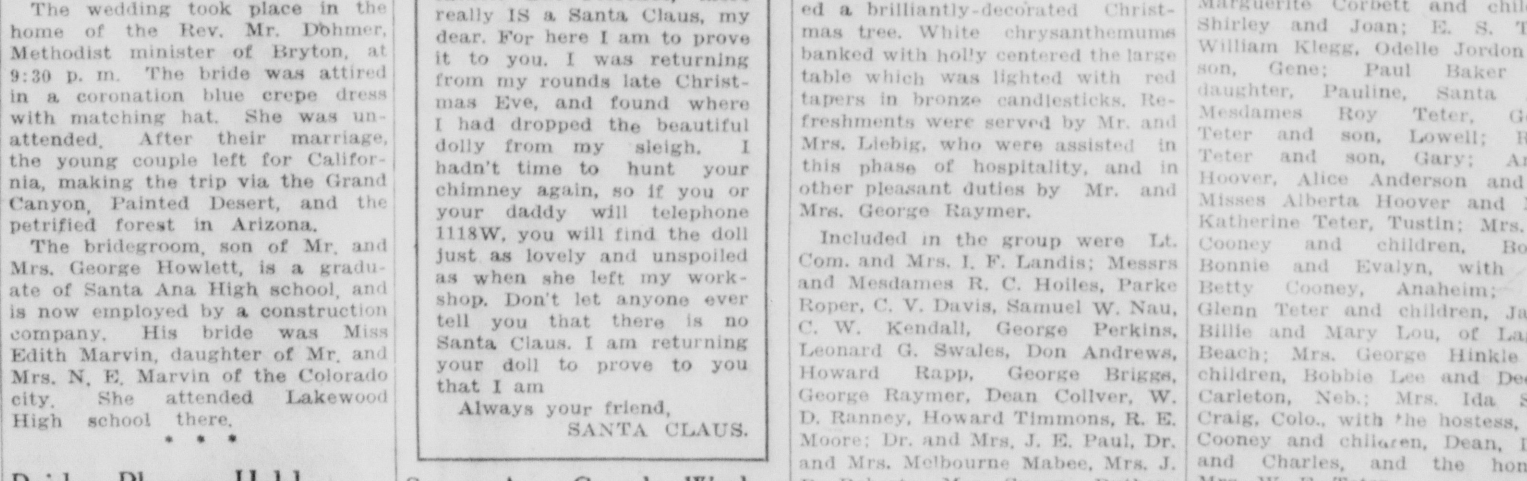 The wedding took place in the
home of the Rev. Mr. Dohmer,
Methodist minister of Bryton, at
9:30 p. m. The bride was attired
in a coronation blue crepe dress
with matching hat. She was un-
attended. After their marriage,
the young couple left for Califor-
nia, making the trip via the Grand
Canyon, Painted Desert, and the
petrified forest in Arizona.
The bridegroom, son of Mr. and
Mrs. George Howlett, is a gradu-
ate of Santa Ana High school, and
is now employed by a construction
company. His bride was Miss
Edith Marvin, daughter of Mr. and
Mrs. N. E. Marvin of the Colorado
city. She attended Lakewood
High school there.
* * *
really IS a Santa Claus, my
dear. For here I am to prove
it to you. I was returning
from my rounds late Christ-
mas Eve, and found where
I had dropped the beautiful
dolly from my sleigh. I
hadn't time to hunt your
chimney again, so if you or
your daddy will telephone
1118W, you will find the doll
just as lovely and unspoiled
as when she left my work-
shop. Don't let anyone ever
tell you that there is no
Santa Claus. I am returning
your doll to prove to you
that I am
Always your friend,
SANTA CLAUS.
ed a brilliantly-decorated Christ-
mas tree. White chrysanthemums
banked with holly centered the large
table which was lighted with red
tapers in bronze candlesticks. Re-
freshments were served by Mr. and
Mrs. Liebig, who were assisted in
this phase of hospitality, and in
other pleasant duties by Mr. and
Mrs. George Raymer.
Included in the group were Lt.
Com. and Mrs. I. F. Landis; Messrs
and Mesdames R. C. Hoiles, Parke
Roper, C. V. Davis, Samuel W. Nau,
C. W. Kendall, George Perkins,
Leonard G. Swales, Don Andrews,
Howard Rapp, George Briggs,
George Raymer, Dean Collver, W.
D. Ranney, Howard Timmons, R. E.
Moore; Dr. and Mrs. J. E. Paul, Dr.
and Mrs. Melbourne Mabee, Mrs. J.
Marguerite Corbett and
Shirley and Joan; E. S.
William Klegg, Odelle Jordon
son, Gene; Paul Baker
daughter, Pauline, Santa
Mesdames Roy Teter,
Teter and son, Lowell;
Teter and son, Gary;
Hoover, Alice Anderson and
Misses Alberta Hoover and
Katherine Teter, Tustin; Mrs.
Cooney and children,
Bonnie and Evalyn, with
Betty Cooney, Anaheim;
Glenn Teter and children,
Billie and Mary Lou, of
Beach; Mrs. George Hinkle
children, Bobbie Lee and
Carleton, Neb.; Mrs. Ida
Craig, Colo., with the hostess,
Cooney and children, Dean,
and Charles, and the